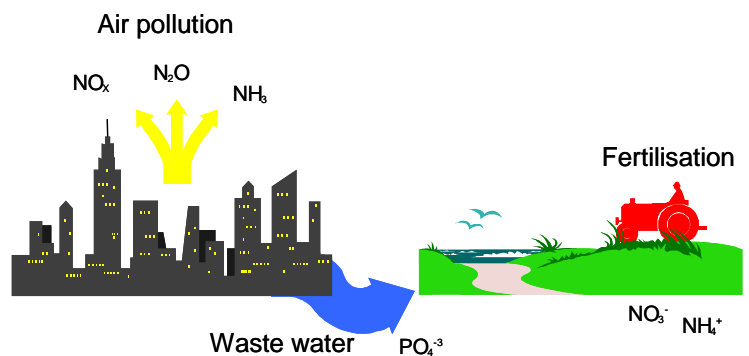 Air pollution
N₂O
NOₓ
NH₃
Fertilisation
NO₃⁻
NH₄⁺
Waste water
PO₄⁻³